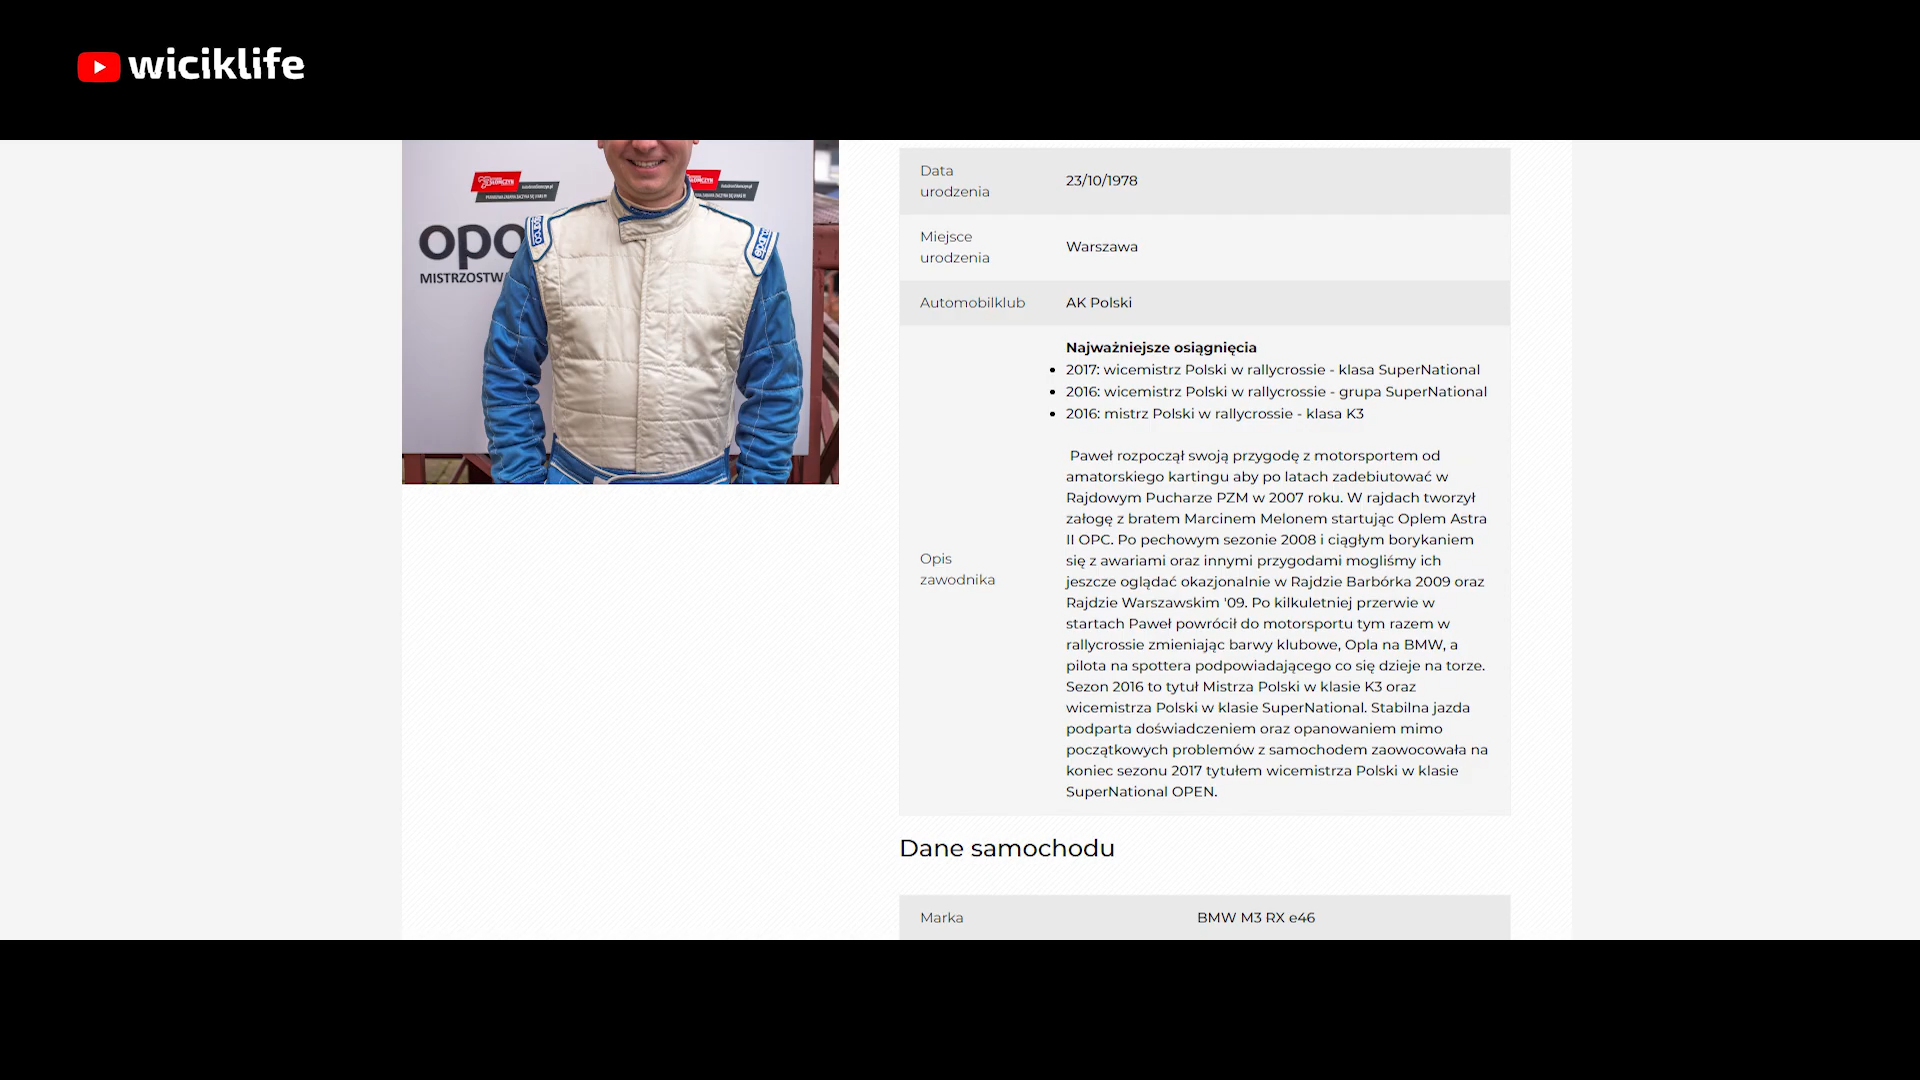 wiciklife
opo
MISTRZOSTW
sparco
sparco
Data
urodzenia
23/10/1978
Miejsce
urodzenia
Warszawa
Automobilklub
AK Polski
Opis
zawodnika
Najważniejsze osiągnięcia
2017: wicemistrz Polski w rallycrossie - klasa SuperNational
2016: wicemistrz Polski w rallycrossie - grupa SuperNational
2016: mistrz Polski w rallycrossie - klasa K3
Paweł rozpoczął swoją przygodę z motorsportem od
amatorskiego kartingu aby po latach zadebiutować w
Rajdowym Pucharze PZM w 2007 roku. W rajdach tworzył
załogę z bratem Marcinem Melonem startując Oplem Astra
II OPC. Po pechowym sezonie 2008 i ciągłym borykaniem
się z awariami oraz innymi przygodami mogliśmy ich
jeszcze oglądać okazjonalnie w Rajdzie Barbórka 2009 oraz
Rajdzie Warszawskim '09. Po kilkuletniej przerwie w
startach Paweł powrócił do motorsportu tym razem w
rallycrossie zmieniając barwy klubowe, Opla na BMW, a
pilota na spottera podpowiadającego co się dzieje na torze.
Sezon 2016 to tytuł Mistrza Polski w klasie K3 oraz
wicemistrza Polski w klasie SuperNational. Stabilna jazda
podparta doświadczeniem oraz opanowaniem mimo
początkowych problemów z samochodem zaowocowała na
koniec sezonu 2017 tytułem wicemistrza Polski w klasie
SuperNational OPEN.
Dane samochodu
Marka
BMW M3 RX e46